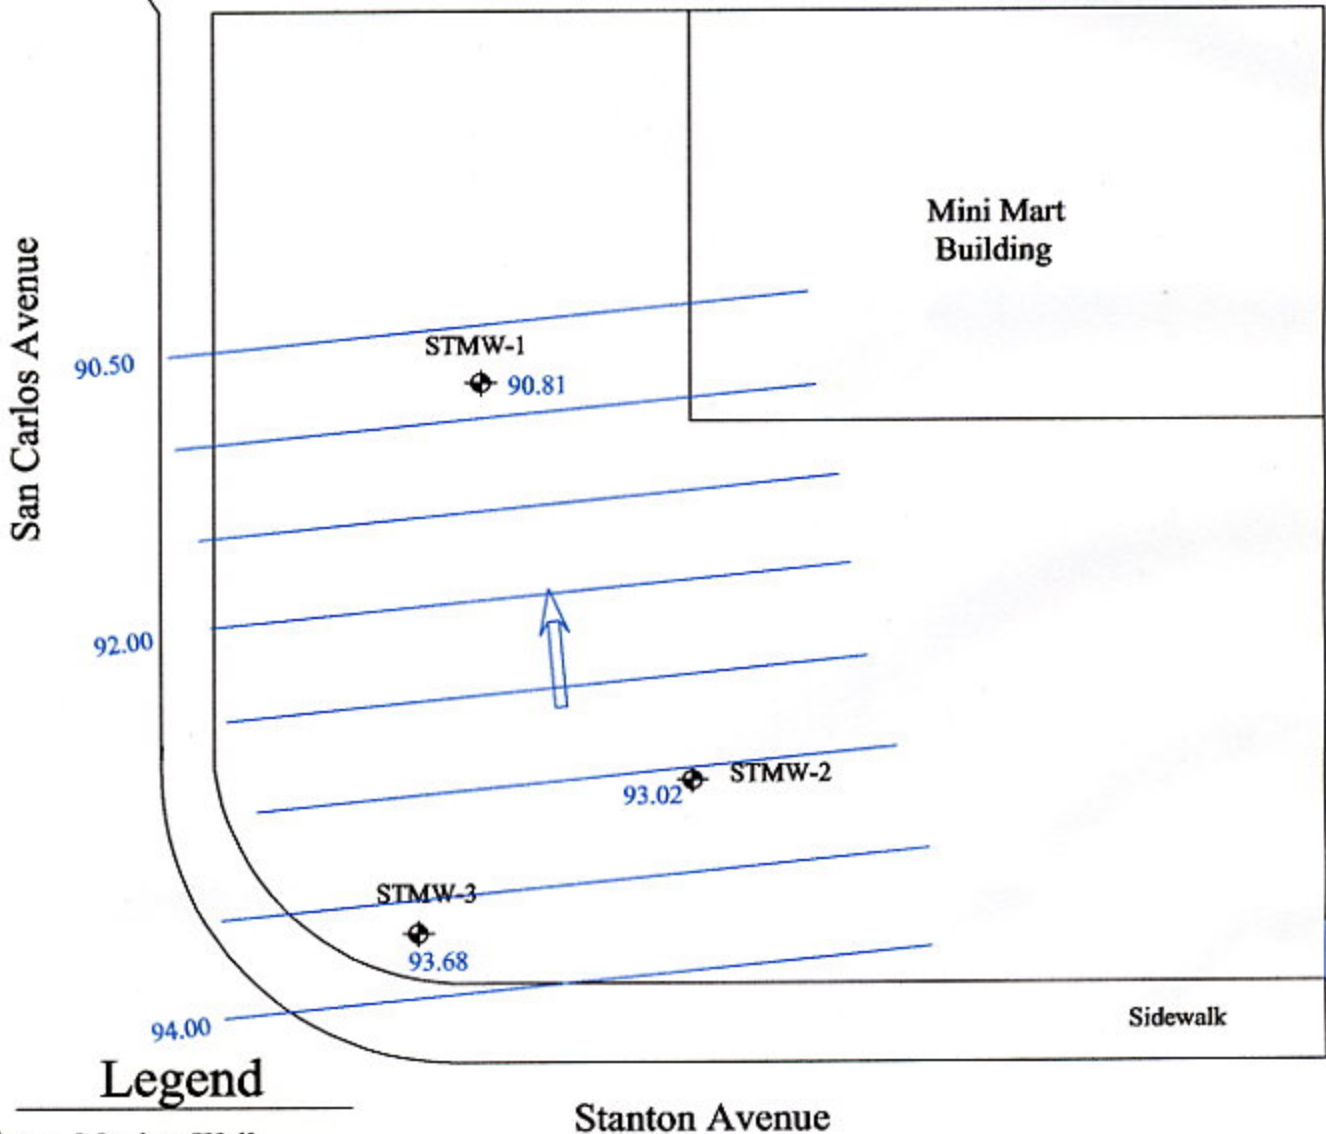 Mini Mart
Building
San Carlos Avenue
STMW-1
90.50
90.81
92.00
STMW-2
93.02
STMW-3
93.68
94.00
Sidewalk
Legend
Stanton Avenue